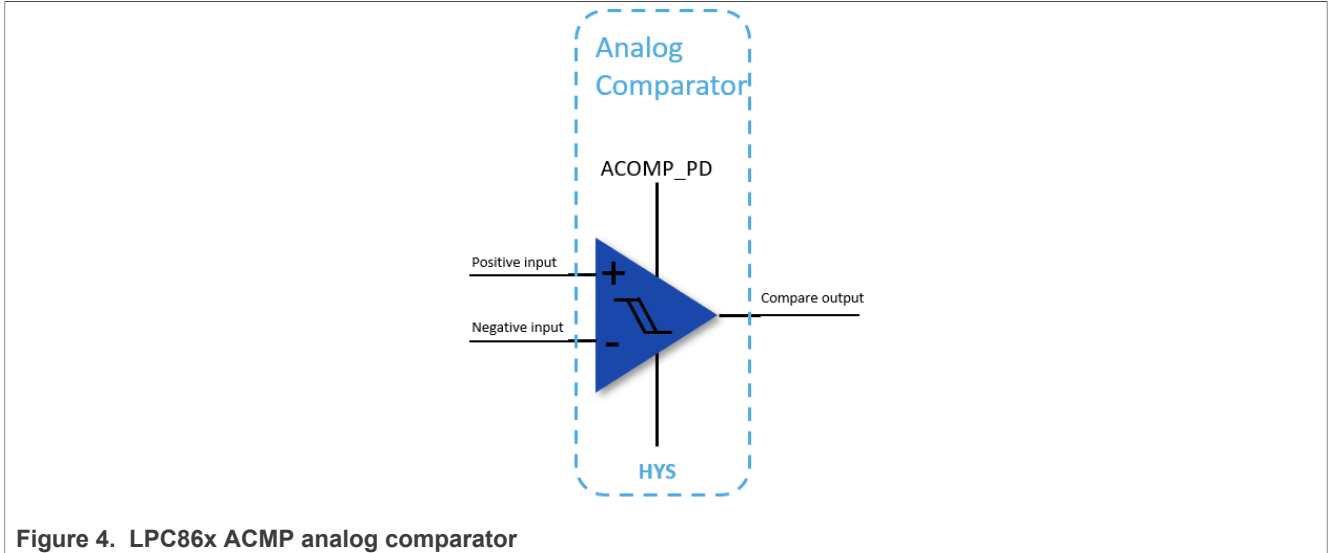 Analog
Comparator
ACOMP_PD
Positive input
+
Negative input
-
Compare output
HYS
Figure 4. LPC86x ACMP analog comparator